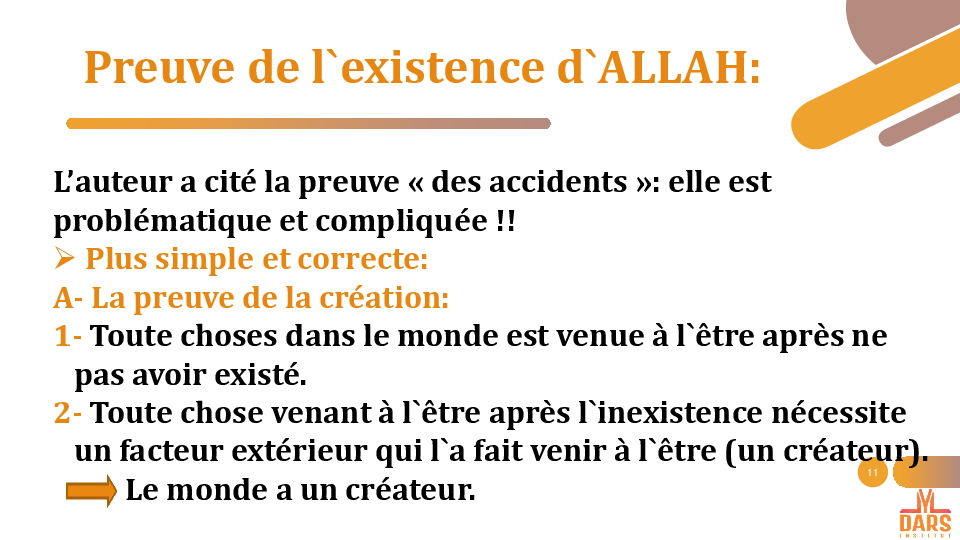 Preuve de l`existence d`ALLAH:
L’auteur a cité la preuve « des accidents »: elle est
problématique et compliquée !!
➢ Plus simple et correcte:
A- La preuve de la création:
1- Toute choses dans le monde est venue à l`être après ne
pas avoir existé.
2- Toute chose venant à l`être après l`inexistence nécessite
un facteur extérieur qui l`a fait venir à l`être (un créateur).
11
Le monde a un créateur.
DARS
INSTITUT